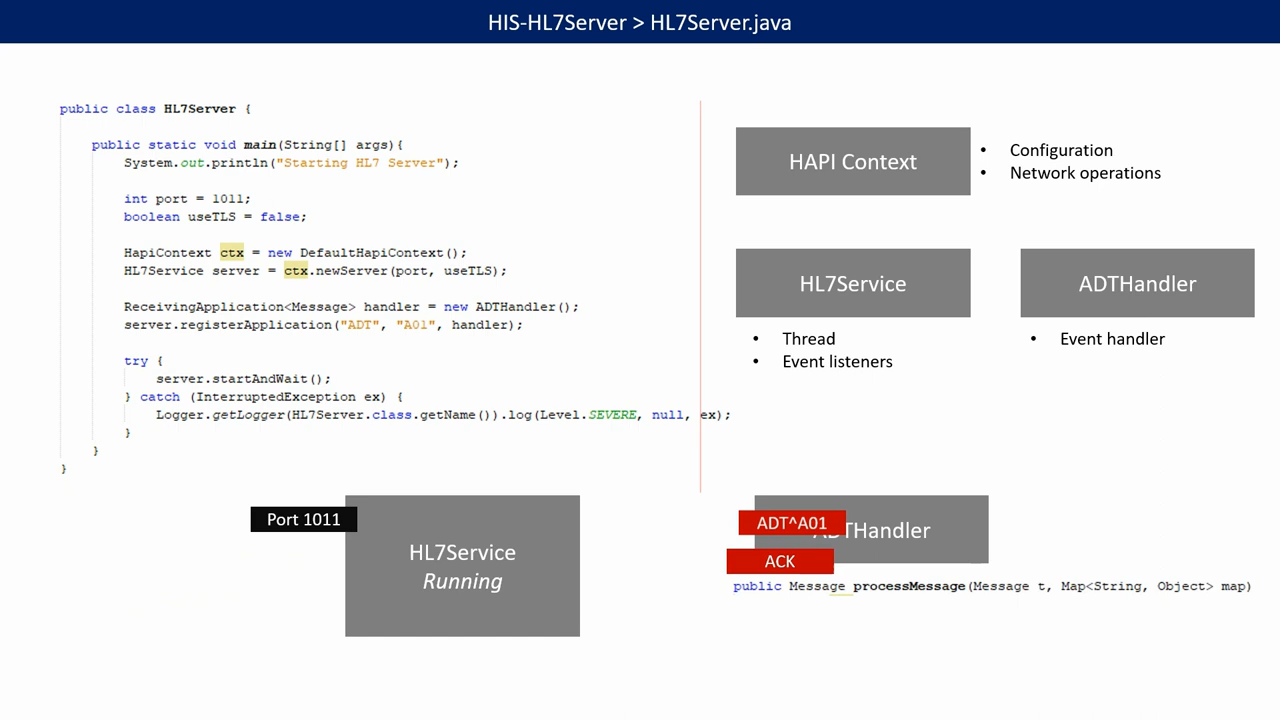 HIS-HL7Server > HL7Server.java
public class HL7Server {
public static void main(String[] args){
System.out.println("Starting HL7 Server");
int port = 1011;
boolean useTLS = false;
HapiContext ctx = new DefaultHapiContext();
HL7Service server = ctx.newServer(port, useTLS);
ReceivingApplication<Message> handler = new ADTHandler();
server.registerApplication("ADT", "A01", handler);
try {
server.startAndWait();
} catch (InterruptedException ex) {
Logger.getLogger(HL7Server.class.getName()).log(Level.SEVERE, null, ex);
}
}
}
HAPI Context
• Configuration
• Network operations
HL7Service
• Thread
• Event listeners
ADTHandler
• Event handler
Port 1011
HL7Service
Running
ADT^A01
ADTHandler
ACK
public Message processMessage(Message t, Map<String, Object> map)